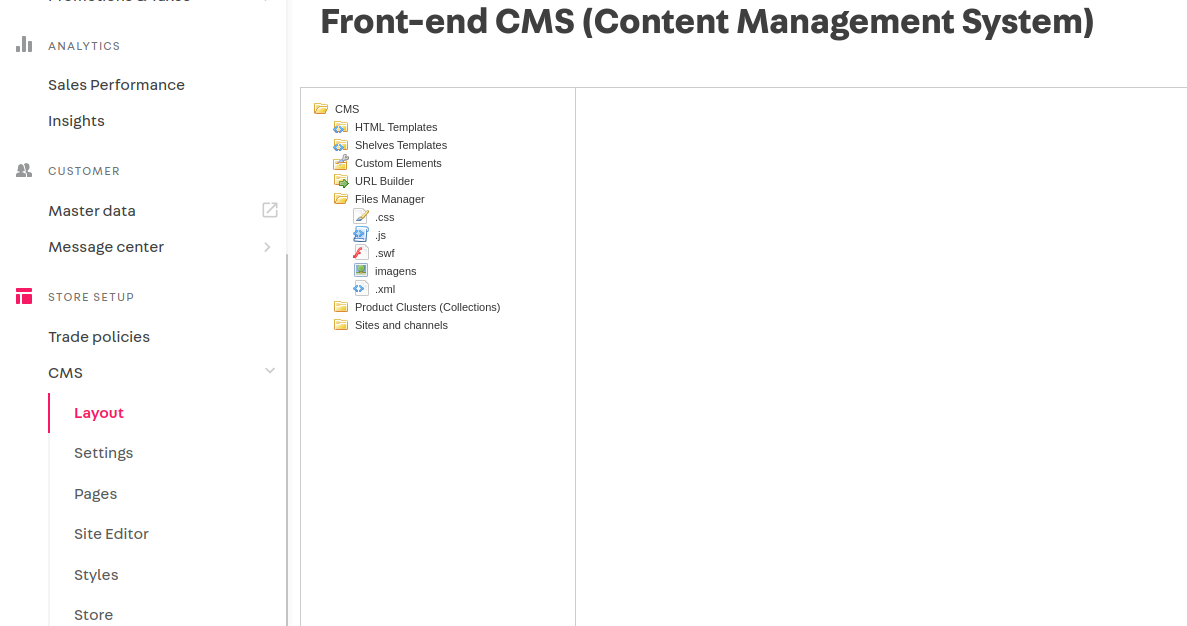 ANALYTICS
Sales Performance
Insights
CUSTOMER
Master data
Message center
STORE SETUP
Trade policies
CMS
Layout
Settings
Pages
Site Editor
Styles
Store
Front-end CMS (Content Management System)
CMS
HTML Templates
Shelves Templates
Custom Elements
URL Builder
Files Manager
.css
.js
.swf
imagens
.xml
Product Clusters (Collections)
Sites and channels